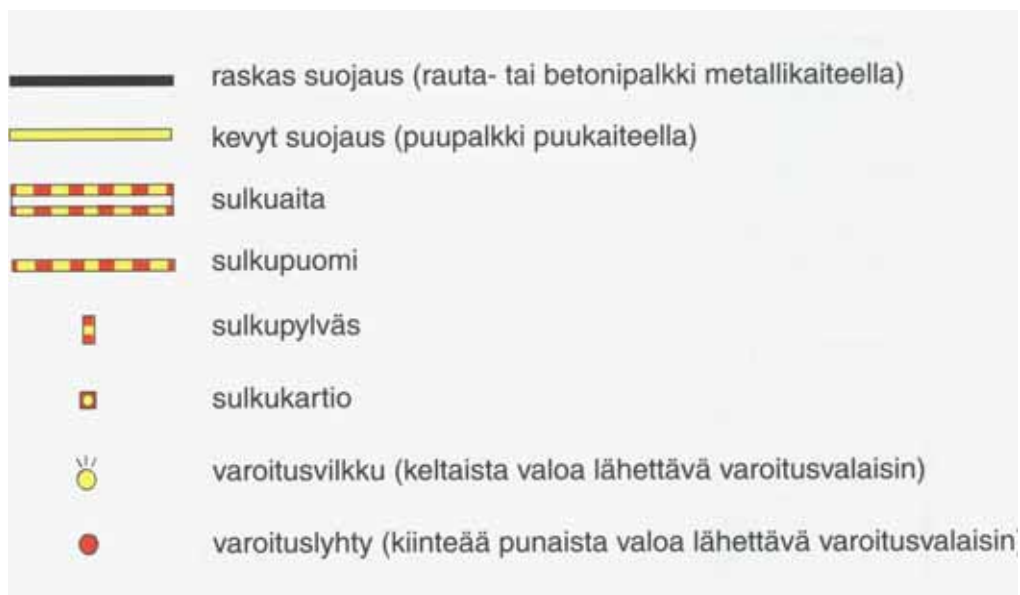 raskas suojaus (rauta- tai betonipalkki metallikaiteella)
kevyt suojaus (puupalkki puukaiteella)
sulkuaita
sulkupuomi
sulkupylväs
sulkukartio
varoitusvilkku (keltaista valoa lähettävä varoitusvalaisin)
varoituslyhty (kiinteää punaista valoa lähettävä varoitusvalaisin)